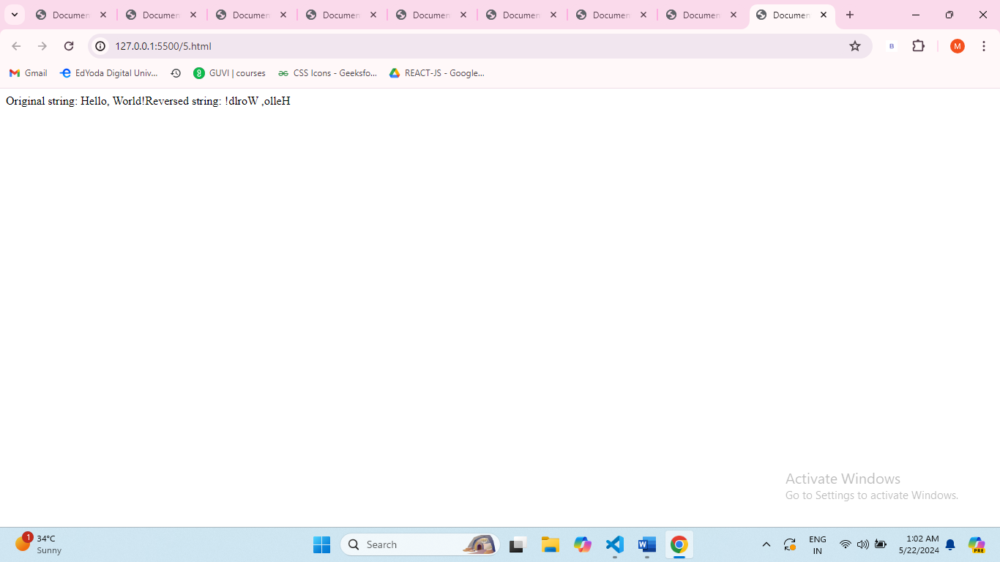 Documen Documen Documen Documen Documen Documen Documen Documen Documen
127.0.0.1:5500/5.html B M
Gmail EdYoda Digital Univ... GUVI | courses CSS Icons - Geeksfo... REACT-JS - Google...
Original string: Hello, World!Reversed string: !dlroW ,olleH
Activate Windows
Go to Settings to activate Windows.
1 34°C
Sunny
Search
ENG
IN
1:02 AM
5/22/2024
PRE